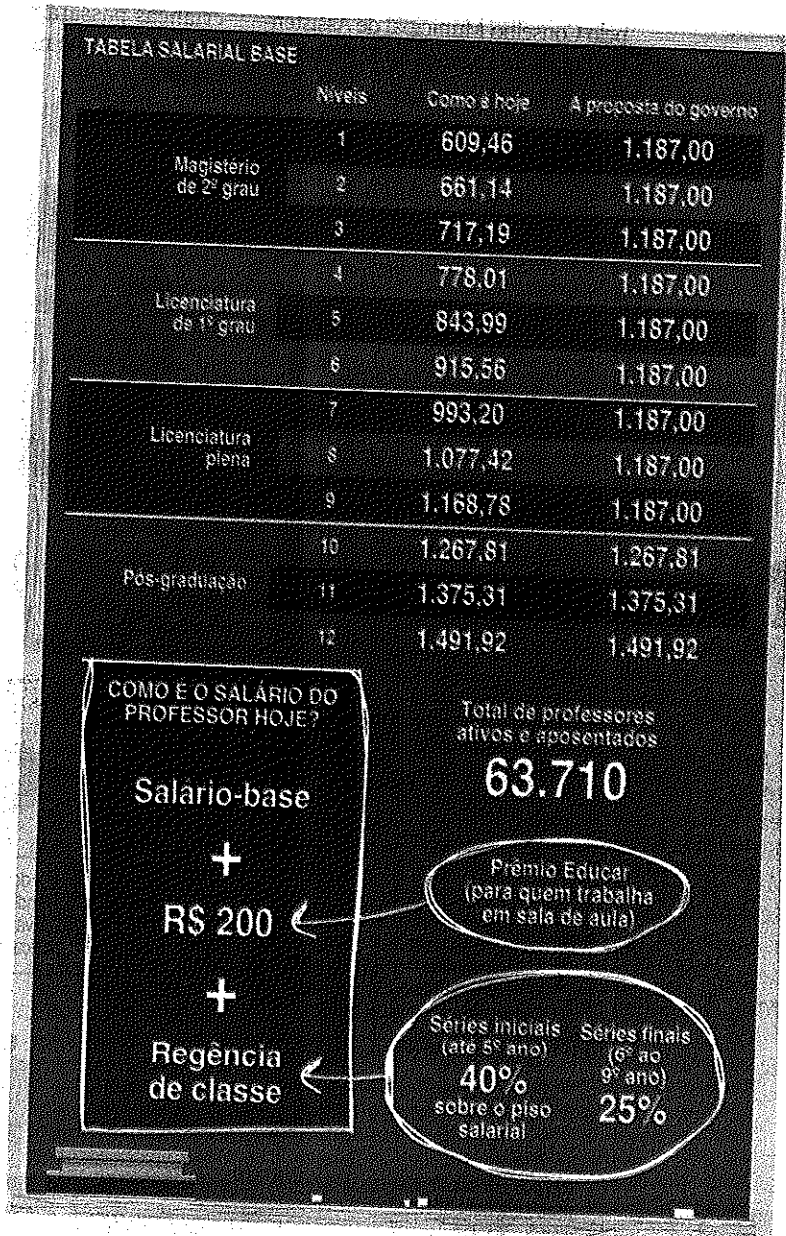 TABELA SALARIAL BASE
Níveis Como é hoje A proposta do governo
Magistério
de 2º grau
1 609,46 1.187,00
2 661,14 1.187,00
3 717,19 1.187,00
Licenciatura
de 1º grau
4 778,01 1.187,00
5 843,99 1.187,00
6 915,56 1.187,00
Licenciatura
plena
7 993,20 1.187,00
8 1.077,42 1.187,00
9 1.168,78 1.187,00
Pós-graduação
10 1.267,81 1.267,81
11 1.375,31 1.375,31
12 1.491,92 1.491,92
COMO É O SALÁRIO DO
PROFESSOR HOJE?
Salário-base
+
R$ 200
+
Regência
de classe
Total de professores
ativos e aposentados
63.710
Prêmio Educar
(para quem trabalha
em sala de aula)
Séries iniciais
(até 5º ano)
40%
sobre o piso
salarial
Séries finais
(6º ao
9º ano)
25%